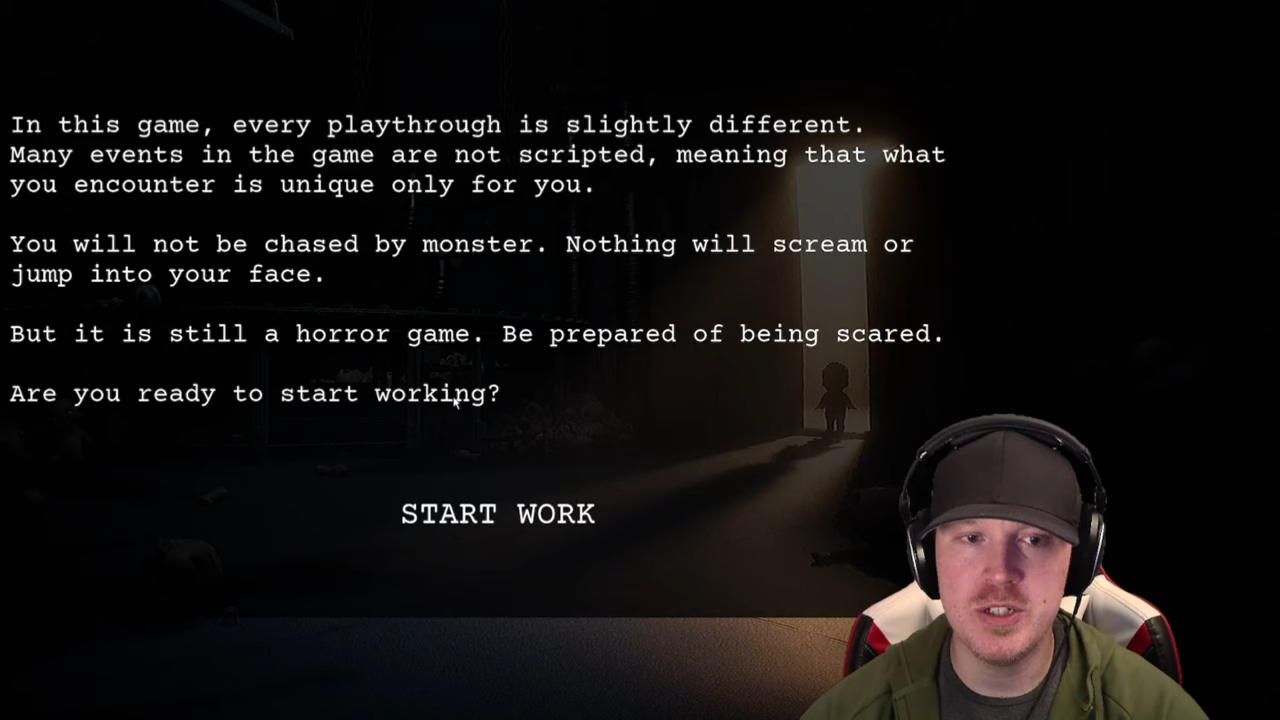 In this game, every playthrough is slightly different.
Many events in the game are not scripted, meaning that what
you encounter is unique only for you.
You will not be chased by monster. Nothing will scream or
jump into your face.
But it is still a horror game. Be prepared of being scared.
Are you ready to start working?
START WORK